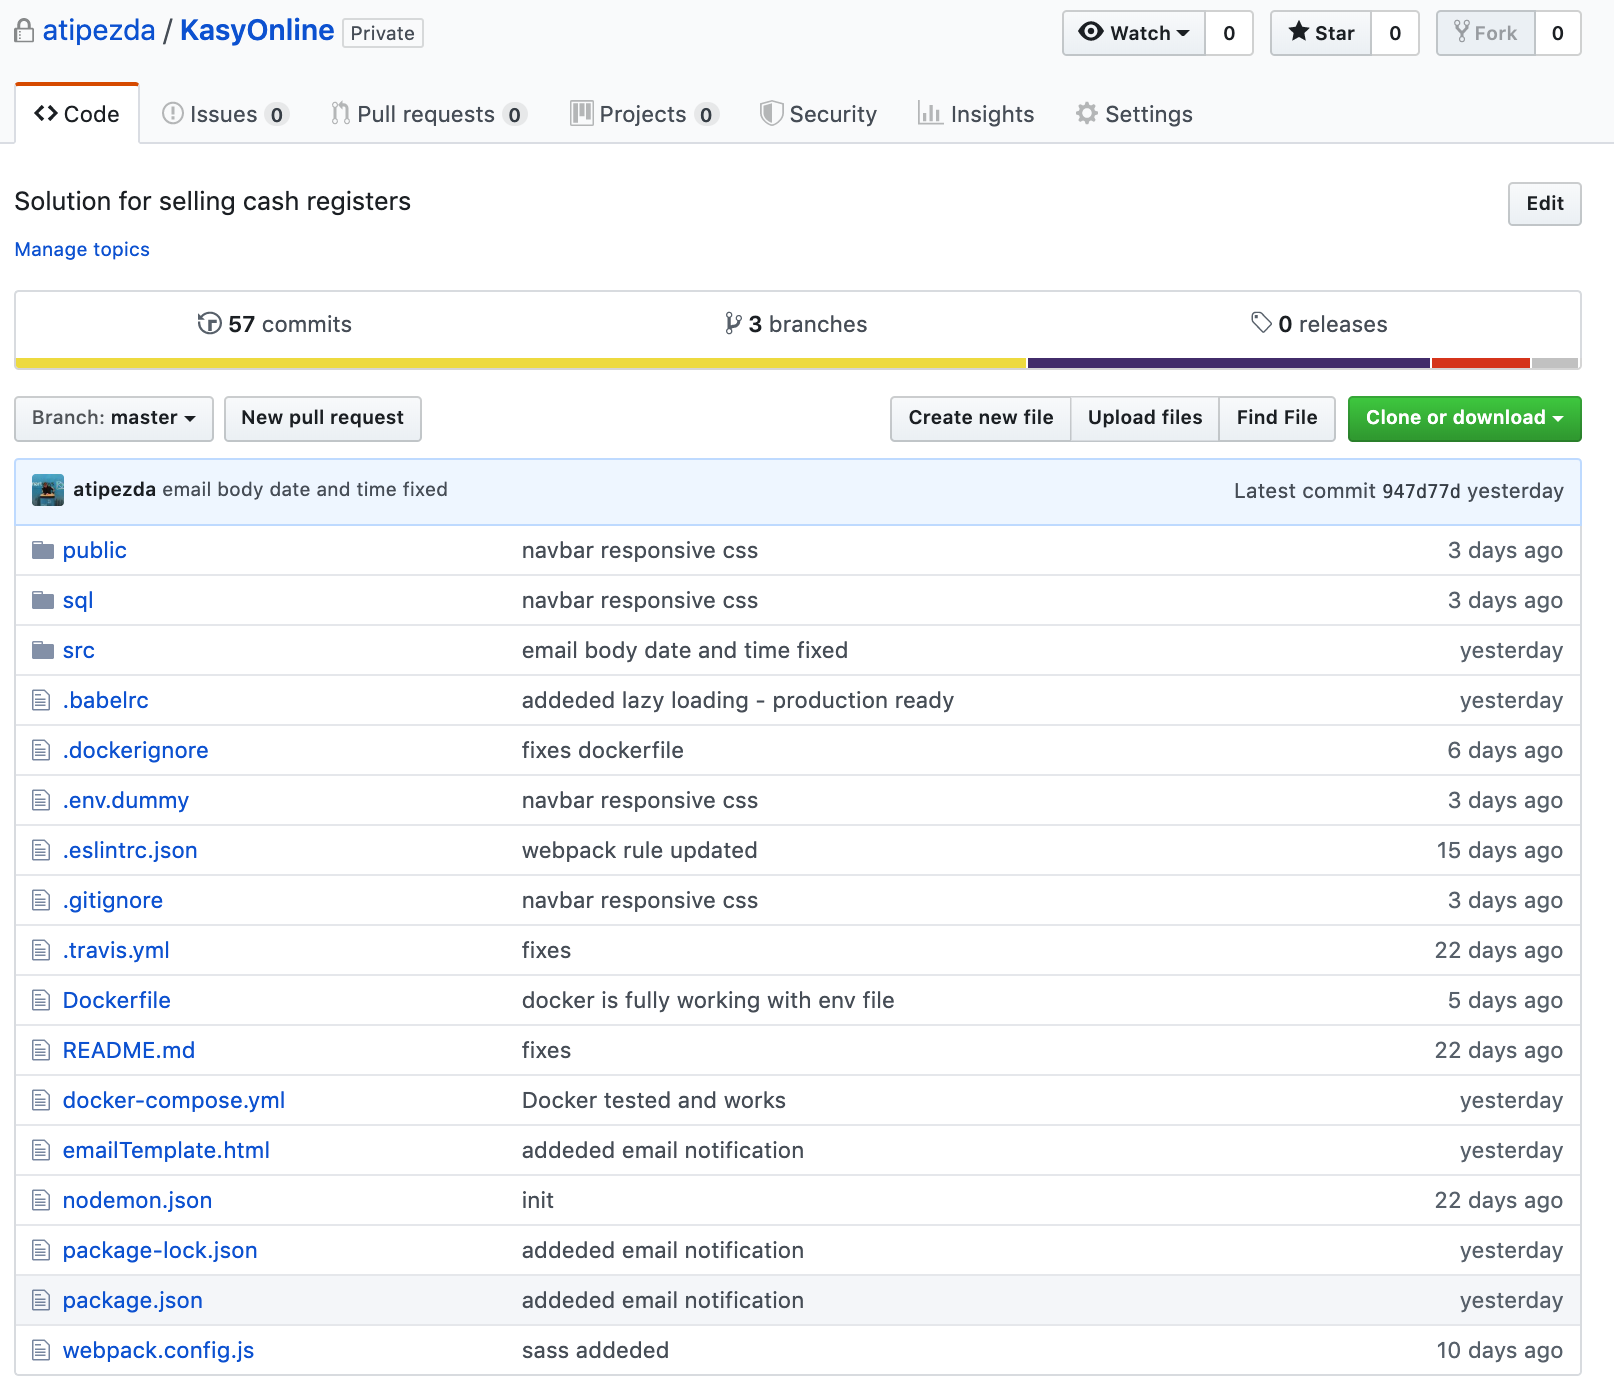 atipezda / KasyOnline Private Watch 0 Star 0 Fork 0
Code Issues 0 Pull requests 0 Projects 0 Security Insights Settings
Solution for selling cash registers Edit
Manage topics
57 commits 3 branches 0 releases
Branch: master New pull request Create new file Upload files Find File Clone or download
atipezda email body date and time fixed Latest commit 947d77d yesterday
public navbar responsive css 3 days ago
sql navbar responsive css 3 days ago
src email body date and time fixed yesterday
.babelrc addeded lazy loading - production ready yesterday
.dockerignore fixes dockerfile 6 days ago
.env.dummy navbar responsive css 3 days ago
.eslintrc.json webpack rule updated 15 days ago
.gitignore navbar responsive css 3 days ago
.travis.yml fixes 22 days ago
Dockerfile docker is fully working with env file 5 days ago
README.md fixes 22 days ago
docker-compose.yml Docker tested and works yesterday
emailTemplate.html addeded email notification yesterday
nodemon.json init 22 days ago
package-lock.json addeded email notification yesterday
package.json addeded email notification yesterday
webpack.config.js sass addeded 10 days ago